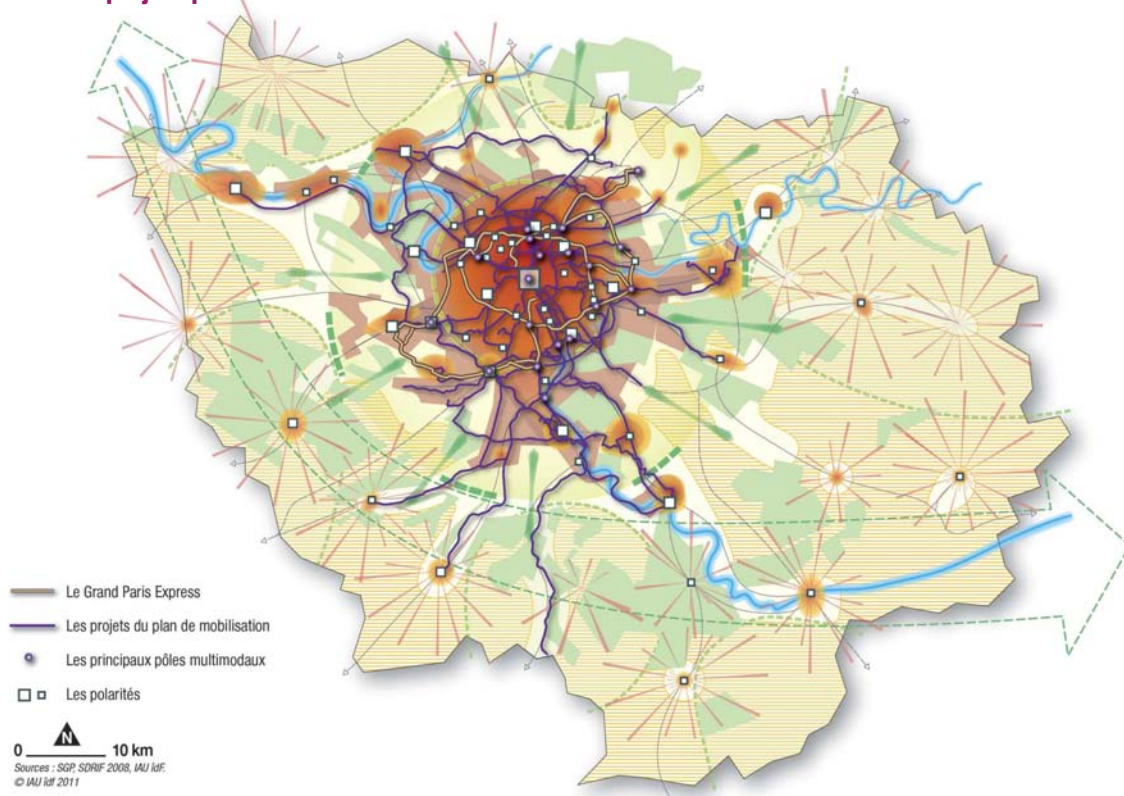 Le Grand Paris Express
Les projets du plan de mobilisation
Les principaux pôles multimodaux
Les polarités
N
0 10 km
Sources : SGP, SDRIF 2008, IAU îdF.
© IAU îdf 2011